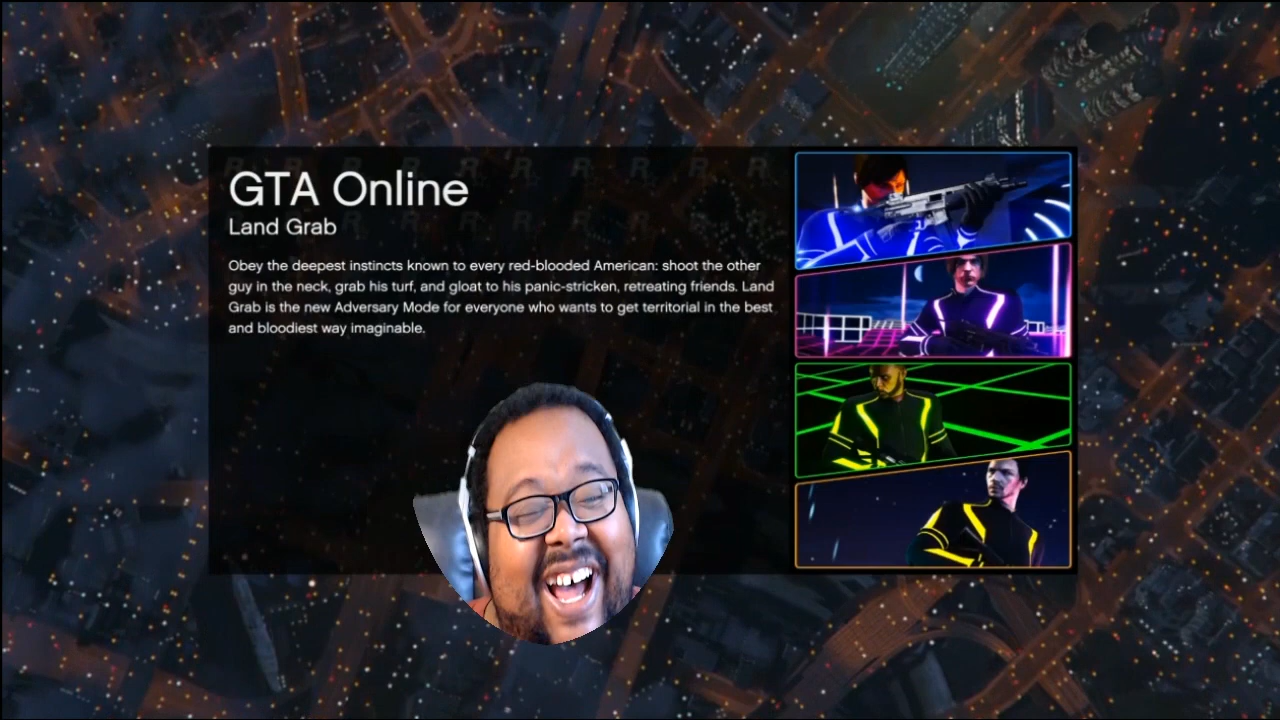 GTA Online
Land Grab
Obey the deepest instincts known to every red-blooded American: shoot the other
guy in the neck, grab his turf, and gloat to his panic-stricken, retreating friends. Land
Grab is the new Adversary Mode for everyone who wants to get territorial in the best
and bloodiest way imaginable.